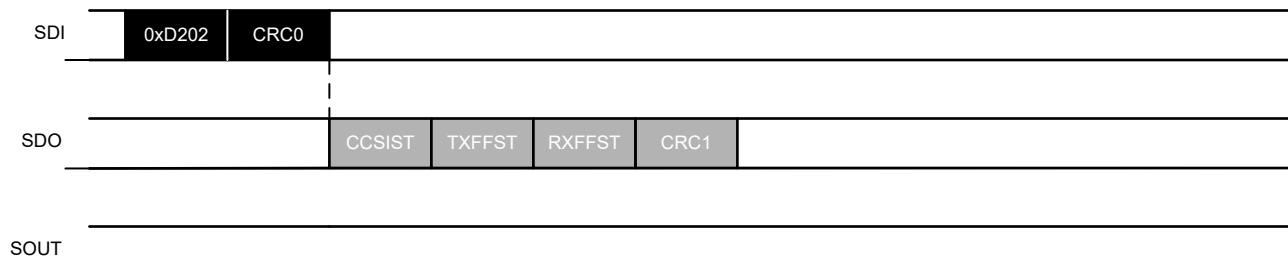 SDI 0xD202 CRC0
SDO CCSIST TXFFST RXFFST CRC1
SOUT